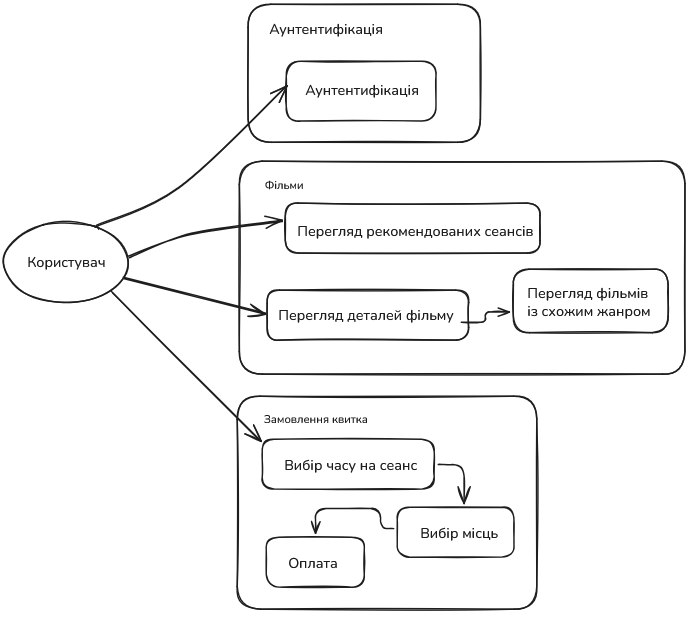 Аунтентифікація
Аунтентифікація
Фільми
Перегляд рекомендованих сеансів
Користувач
Перегляд деталей фільму
Перегляд фільмів
із схожим жанром
Замовлення квитка
Вибір часу на сеанс
Вибір місць
Оплата